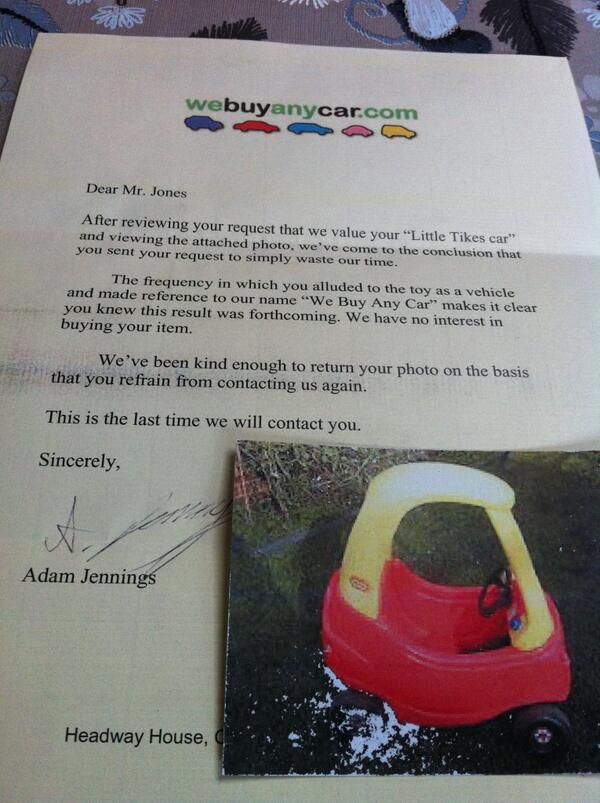 webuyanycar.com
Dear Mr. Jones
After reviewing your request that we value your “Little Tikes car”
and viewing the attached photo, we’ve come to the conclusion that
you sent your request to simply waste our time.
The frequency in which you alluded to the toy as a vehicle
and made reference to our name “We Buy Any Car” makes it clear
you knew this result was forthcoming. We have no interest in
buying your item.
We’ve been kind enough to return your photo on the basis
that you refrain from contacting us again.
This is the last time we will contact you.
Sincerely,
A. Jennings
Adam Jennings
Headway House,